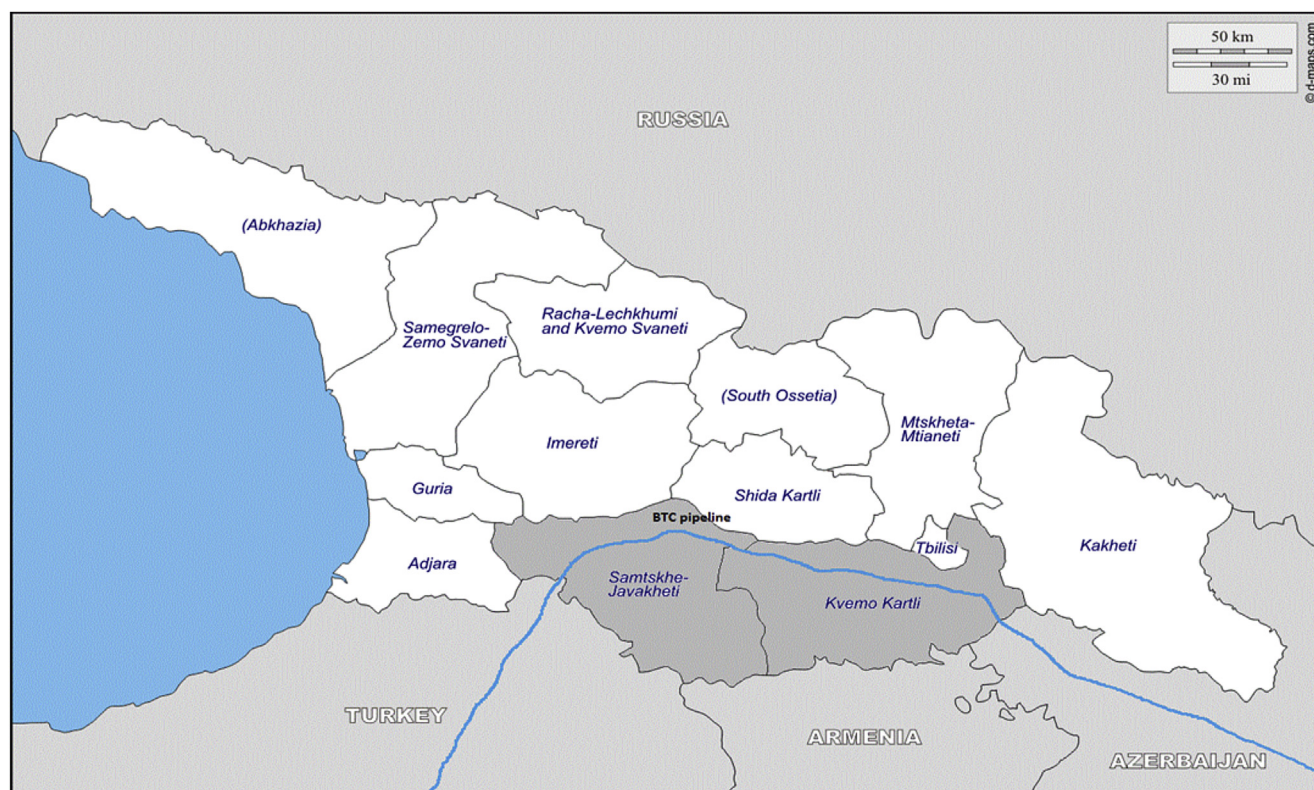 50 km
30 mi
© d-maps.com
RUSSIA
(Abkhazia)
Samegrelo-
Zemo Svaneti
Racha-Lechkhumi
and Kvemo Svaneti
(South Ossetia)
Mtskheta-
Mtianeti
Imereti
Guria
Shida Kartli
BTC pipeline
Tbilisi
Kakheti
Adjara
Samtskhe-
Javakheti
Kvemo Kartli
TURKEY
ARMENIA
AZERBAIJAN